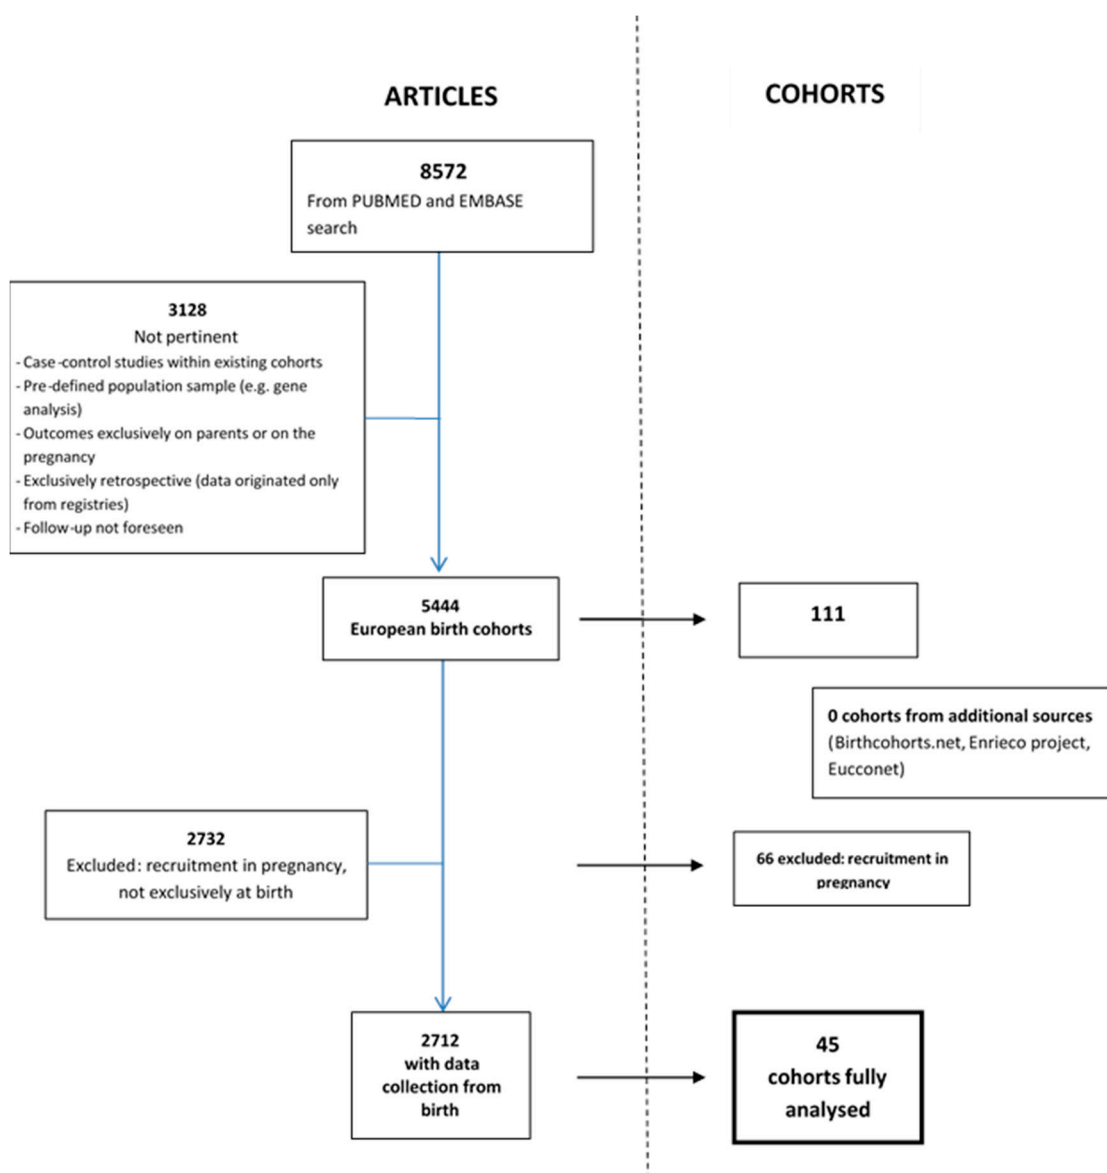 ARTICLES
COHORTS
8572
From PUBMED and EMBASE
search
3128
Not pertinent
- Case-control studies within existing cohorts
- Pre-defined population sample (e.g. gene
analysis)
- Outcomes exclusively on parents or on the
pregnancy
- Exclusively retrospective (data originated only
from registries)
- Follow-up not foreseen
5444
European birth cohorts
111
0 cohorts from additional sources
(Birthcohorts.net, Enrieco project,
Eucconet)
2732
Excluded: recruitment in pregnancy,
not exclusively at birth
66 excluded: recruitment in
pregnancy
2712
with data
collection from
birth
45
cohorts fully
analysed